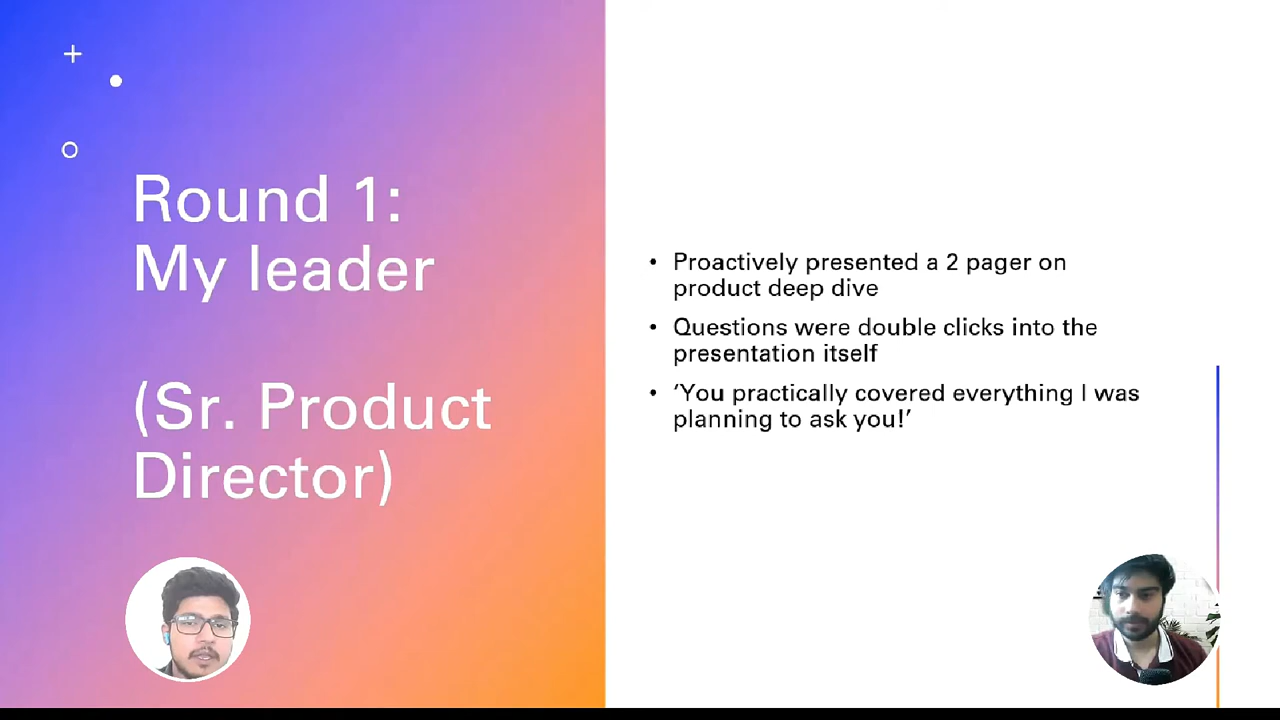 Round 1:
My leader
(Sr. Product
Director)
• Proactively presented a 2 pager on
product deep dive
• Questions were double clicks into the
presentation itself
• ‘You practically covered everything I was
planning to ask you!’